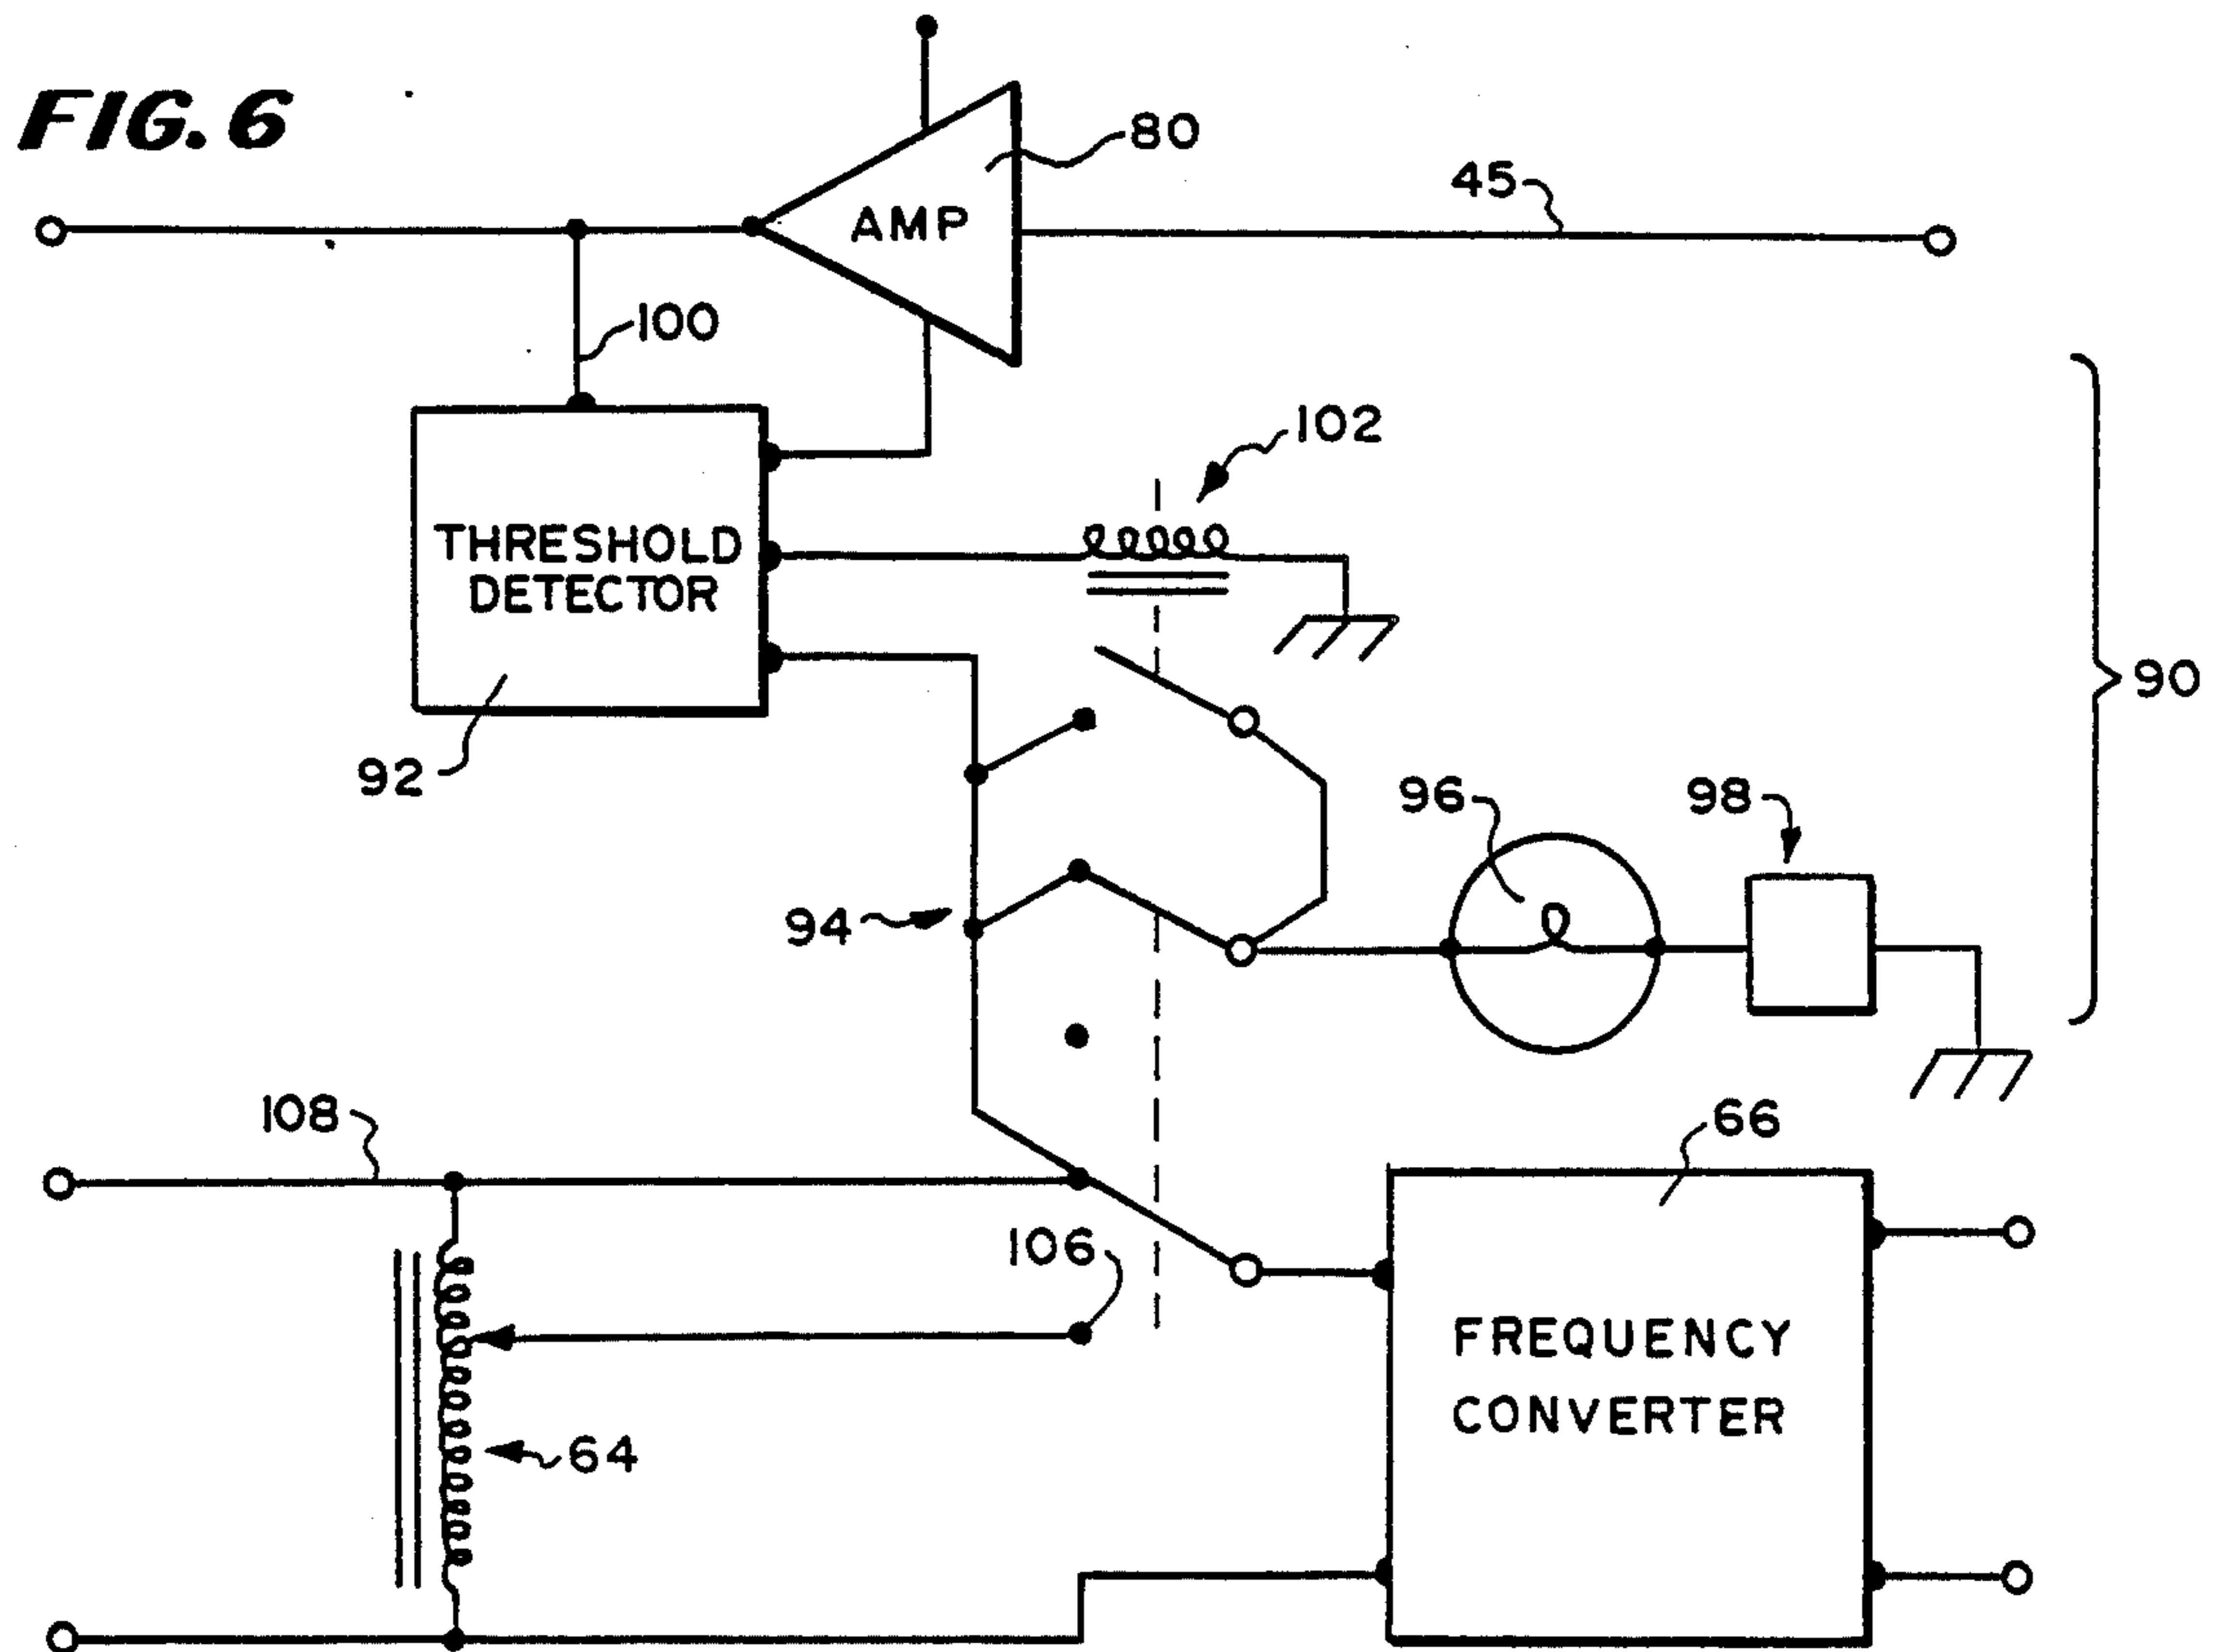 FIG. 6
80
AMP
45
100
102
THRESHOLD
DETECTOR
90
92
96
98
94
108
66
106
FREQUENCY
CONVERTER
64